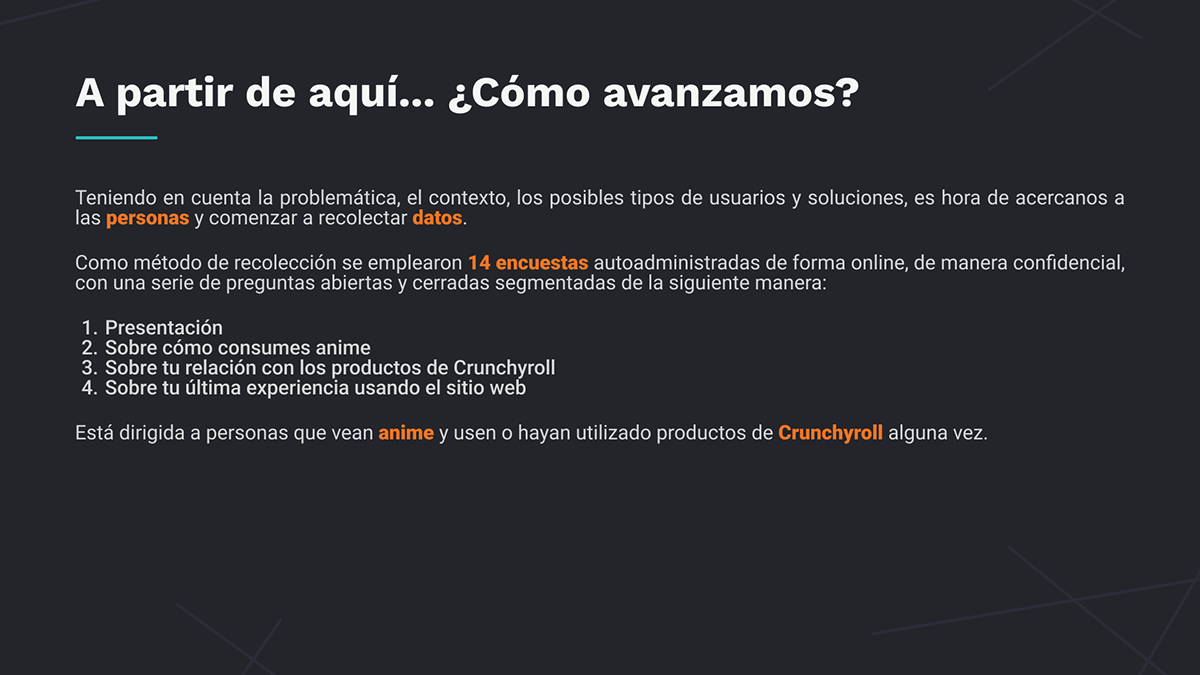 A partir de aquí... ¿Cómo avanzamos?
Teniendo en cuenta la problemática, el contexto, los posibles tipos de usuarios y soluciones, es hora de acercanos a
las personas y comenzar a recolectar datos.
Como método de recolección se emplearon 14 encuestas autoadministradas de forma online, de manera confidencial,
con una serie de preguntas abiertas y cerradas segmentadas de la siguiente manera:
1. Presentación
2. Sobre cómo consumes anime
3. Sobre tu relación con los productos de Crunchyroll
4. Sobre tu última experiencia usando el sitio web
Está dirigida a personas que vean anime y usen o hayan utilizado productos de Crunchyroll alguna vez.